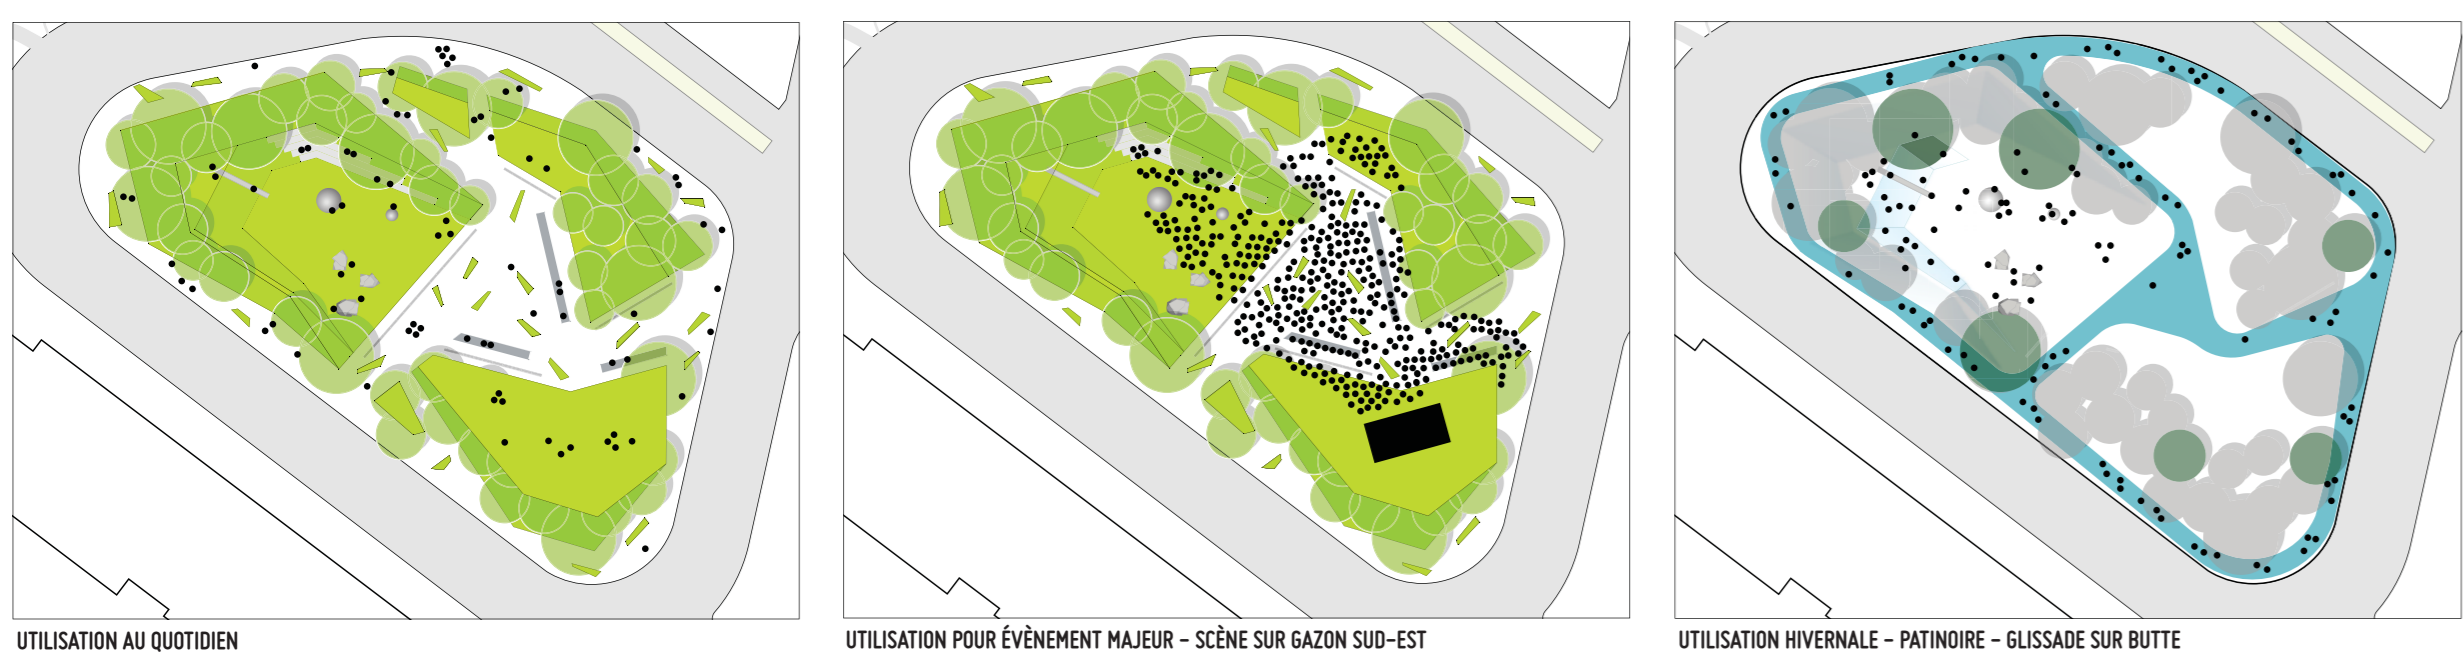 UTILISATION AU QUOTIDIEN
UTILISATION POUR ÉVÈNEMENT MAJEUR - SCÈNE SUR GAZON SUD-EST
UTILISATION HIVERNALE - PATINOIRE - GLISSADE SUR BUTTE